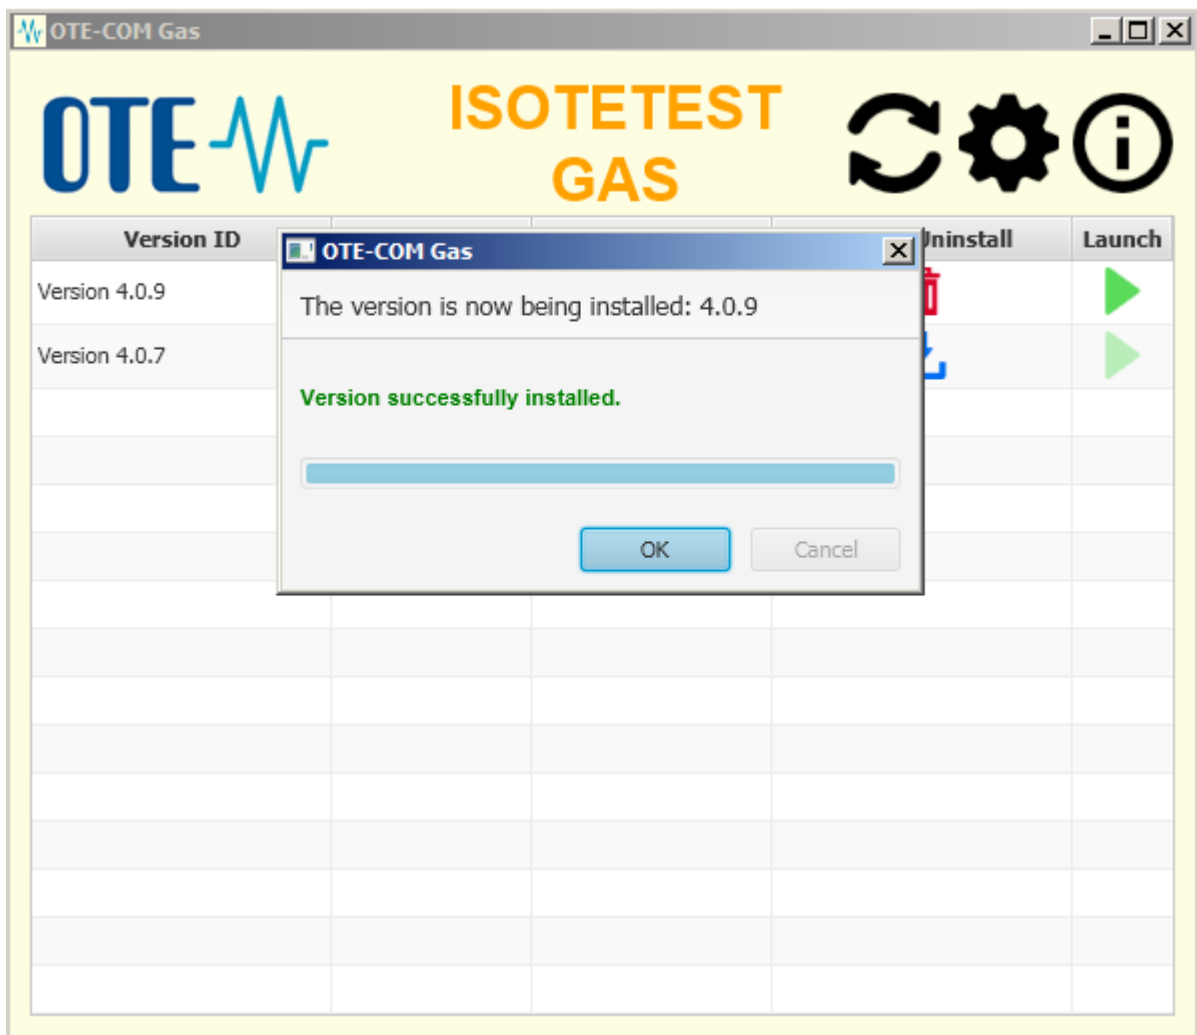 OTE-COM Gas
OTE
ISOTETEST
GAS
Version ID
Launch
Version 4.0.9
Version 4.0.7
OTE-COM Gas
The version is now being installed: 4.0.9
Version successfully installed.
OK
Cancel